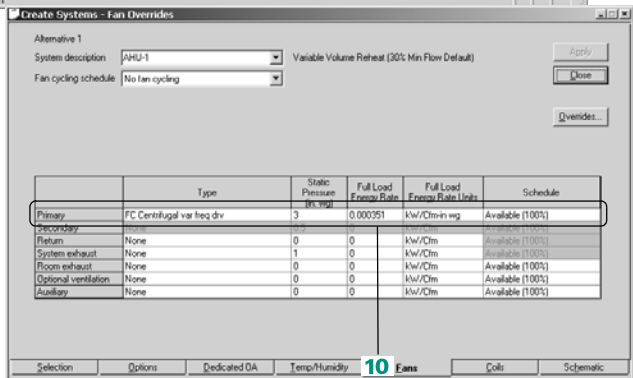 Create Systems - Fan Overrides
Alternative 1
System description AHU-1 Variable Volume Reheat (30% Min Flow Default) Apply
Fan cycling schedule No fan cycling Close
Overrides...
Type Static Pressure (in. wg) Full Load Energy Rate Full Load Energy Rate Units Schedule
Primary FC Centrifugal var freq drv 3 0.000351 kW/Cfm-in wg Available (100%)
Secondary None 0.5 0 kW/Cfm Available (100%)
Return None 0 0 kW/Cfm Available (100%)
System exhaust None 1 0 kW/Cfm Available (100%)
Room exhaust None 0 0 kW/Cfm Available (100%)
Optional ventilation None 0 0 kW/Cfm Available (100%)
Auxiliary None 0 0 kW/Cfm Available (100%)
Selection Options Dedicated OA Temp/Humidity 10 Fans Coils Schematic